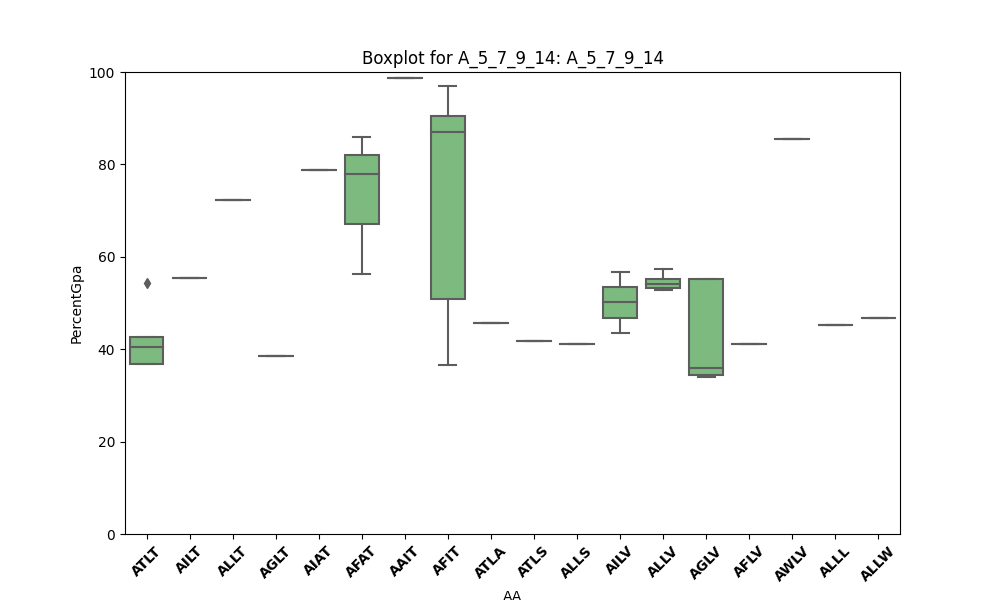 Boxplot for A_5_7_9_14: A_5_7_9_14
PercentGpa
100
80
60
40
20
0
ATLT AILT ALLT AGLT AIAT AFAT AAIT AFIT ATLA ATLS ALLS AILV ALLV AGLV AFLV AWLV ALLL ALLW
AA